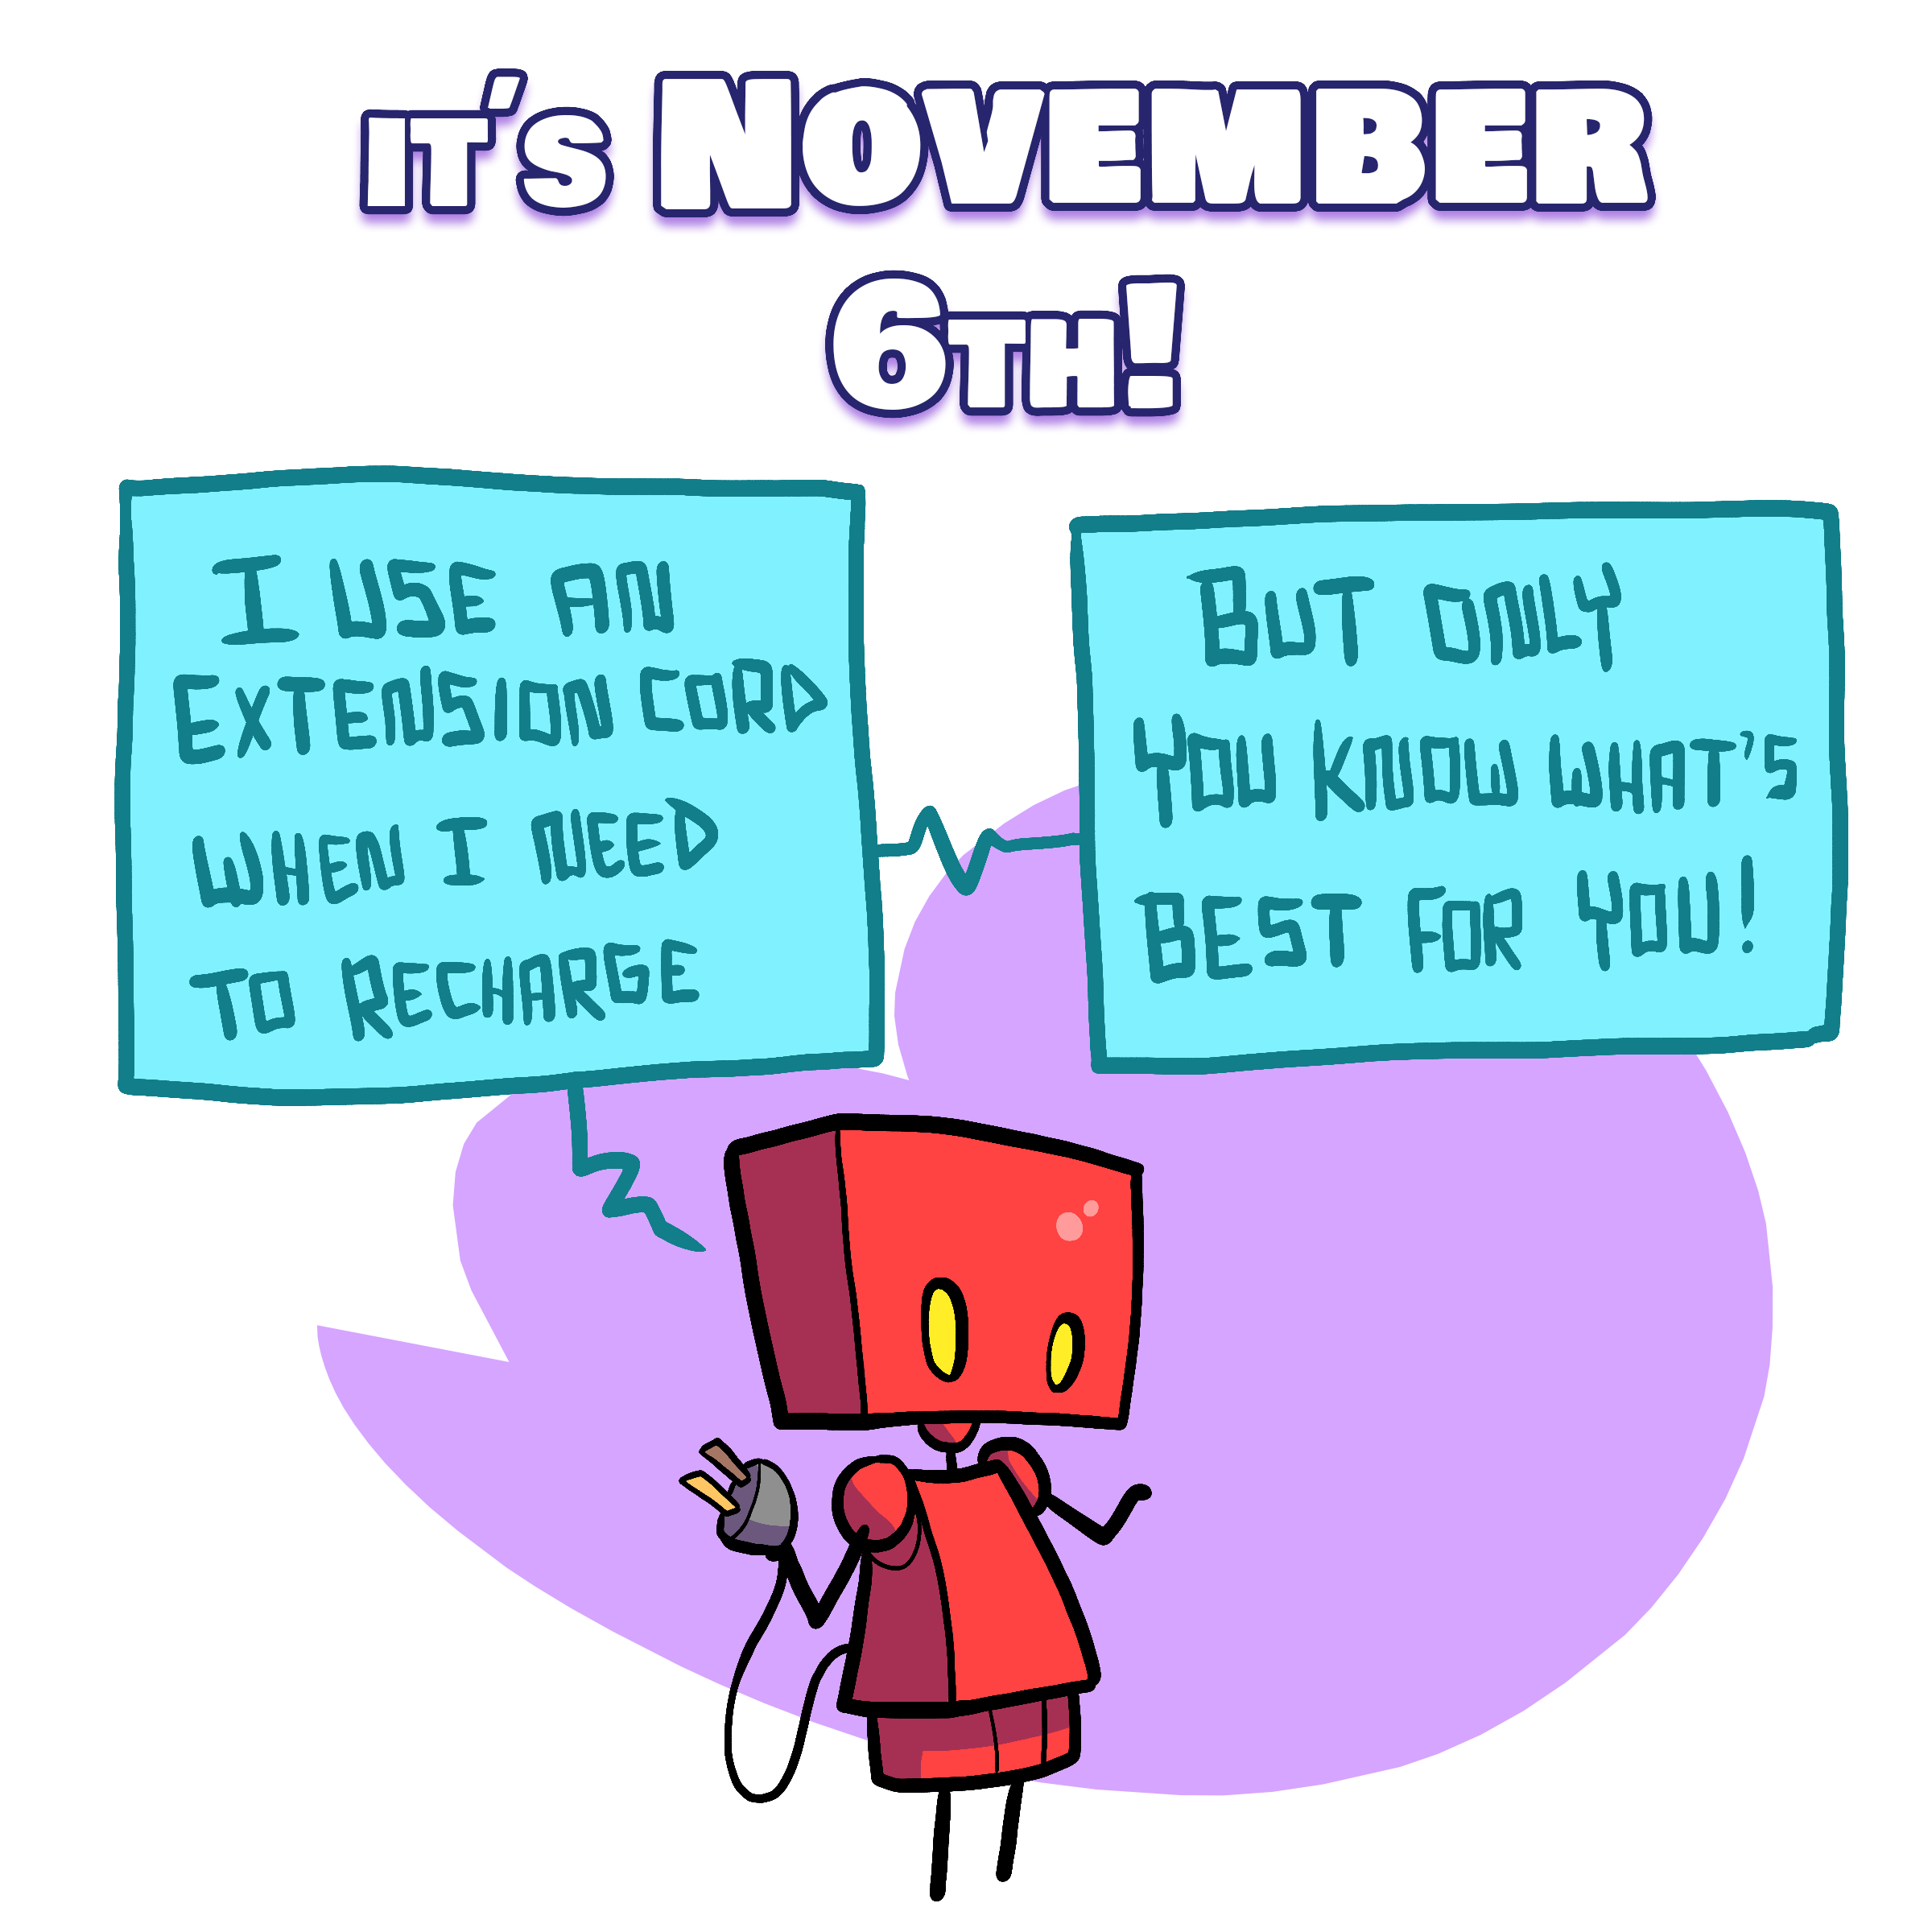 it's November
6th!
I USE AN
EXTENSION CORD
WHEN I NEED
TO RECHARGE
BUT ONLY
YOU KNOW WHAT'S
BEST FOR YOU!